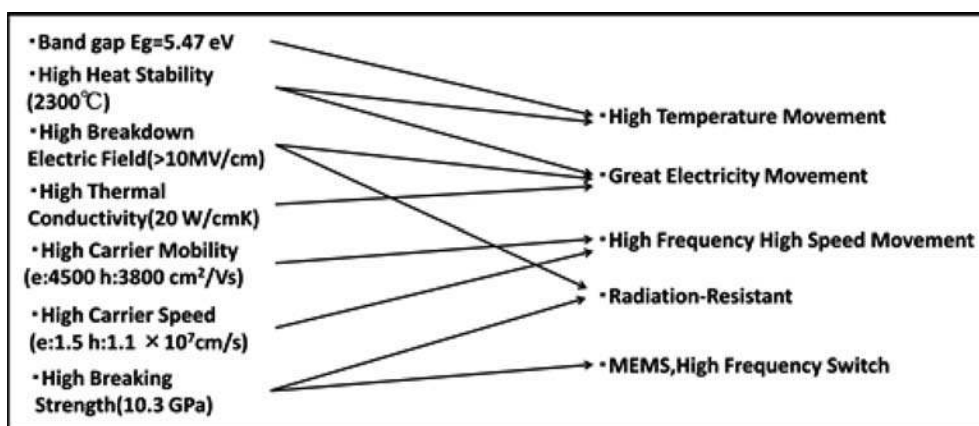 ・Band gap Eg=5.47 eV
・High Heat Stability
(2300℃)
・High Breakdown
Electric Field(>10MV/cm)
・High Thermal
Conductivity(20 W/cmK)
・High Carrier Mobility
(e:4500 h:3800 cm²/Vs)
・High Carrier Speed
(e:1.5 h:1.1 × 10⁷cm/s)
・High Breaking
Strength(10.3 GPa)
・High Temperature Movement
・Great Electricity Movement
・High Frequency High Speed Movement
・Radiation-Resistant
・MEMS,High Frequency Switch